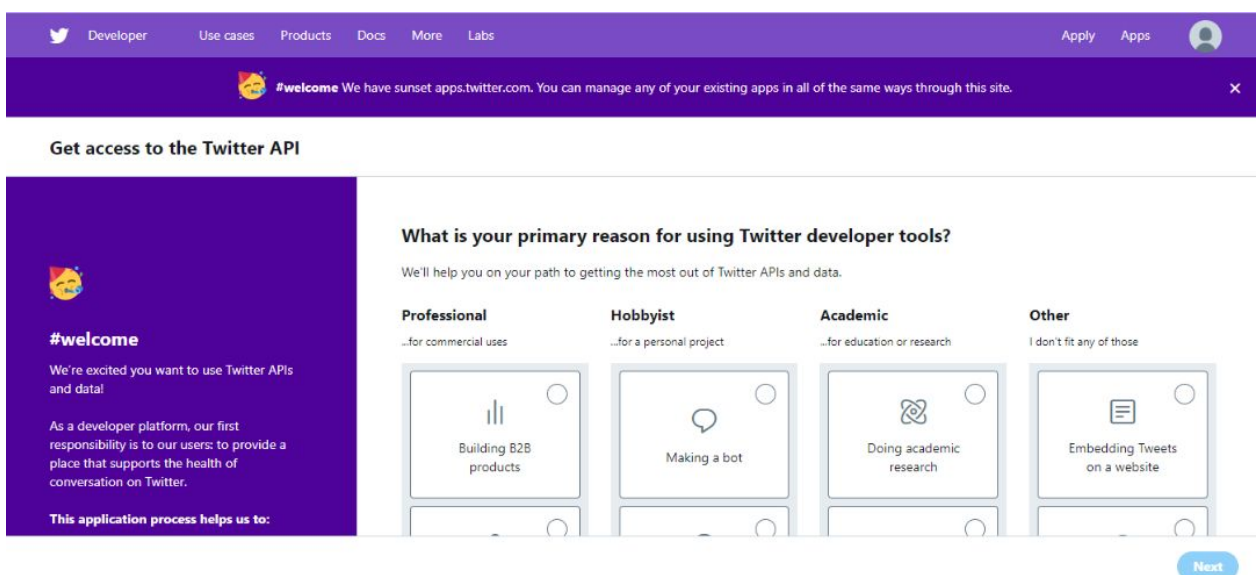 Developer Use cases Products Docs More Labs Apply Apps
#welcome We have sunset apps.twitter.com. You can manage any of your existing apps in all of the same ways through this site.
Get access to the Twitter API
#welcome
We're excited you want to use Twitter APIs
and data!
As a developer platform, our first
responsibility is to our users: to provide a
place that supports the health of
conversation on Twitter.
This application process helps us to:
What is your primary reason for using Twitter developer tools?
We'll help you on your path to getting the most out of Twitter APIs and data.
Professional
...for commercial uses
Building B2B
products
Hobbyist
...for a personal project
Making a bot
Academic
...for education or research
Doing academic
research
Other
I don't fit any of those
Embedding Tweets
on a website
Next